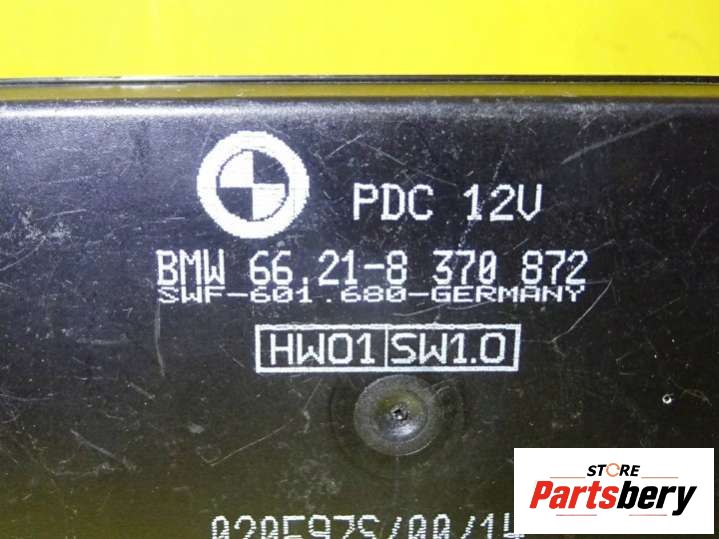 PDC 12V
BMW 66.21-8 370 872
SWF-601.680-GERMANY
HW01 SW1.0
STORE
Partsbery